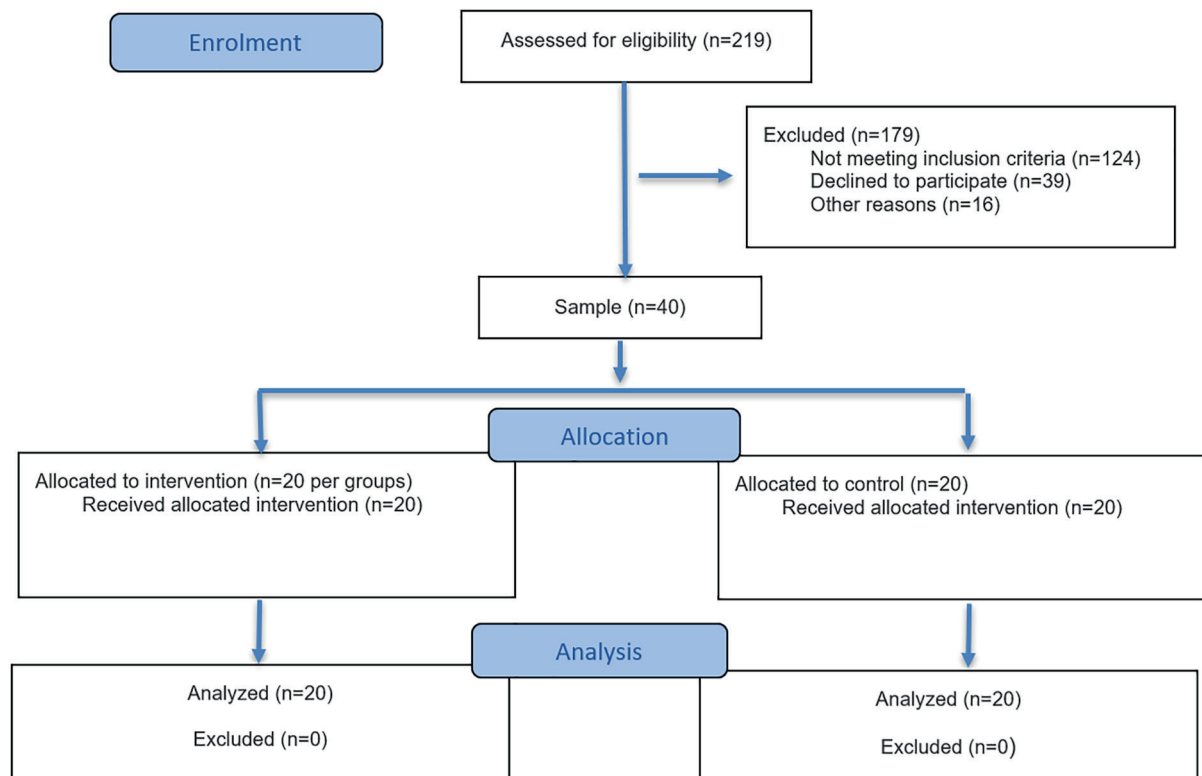 Enrolment
Assessed for eligibility (n=219)
Excluded (n=179)
Not meeting inclusion criteria (n=124)
Declined to participate (n=39)
Other reasons (n=16)
Sample (n=40)
Allocation
Allocated to intervention (n=20 per groups)
Received allocated intervention (n=20)
Allocated to control (n=20)
Received allocated intervention (n=20)
Analysis
Analyzed (n=20)
Excluded (n=0)
Analyzed (n=20)
Excluded (n=0)